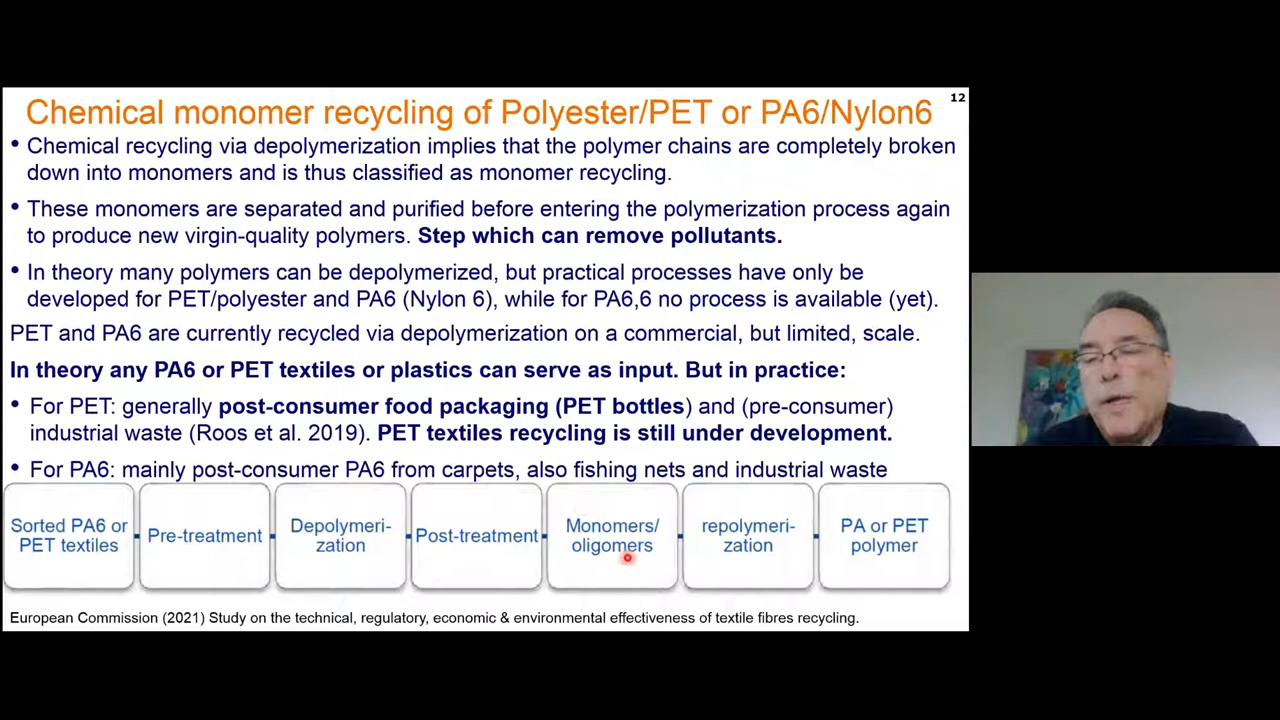 12
Chemical monomer recycling of Polyester/PET or PA6/Nylon6
• Chemical recycling via depolymerization implies that the polymer chains are completely broken
down into monomers and is thus classified as monomer recycling.
• These monomers are separated and purified before entering the polymerization process again
to produce new virgin-quality polymers. Step which can remove pollutants.
• In theory many polymers can be depolymerized, but practical processes have only be
developed for PET/polyester and PA6 (Nylon 6), while for PA6,6 no process is available (yet).
PET and PA6 are currently recycled via depolymerization on a commercial, but limited, scale.
In theory any PA6 or PET textiles or plastics can serve as input. But in practice:
• For PET: generally post-consumer food packaging (PET bottles) and (pre-consumer)
industrial waste (Roos et al. 2019). PET textiles recycling is still under development.
• For PA6: mainly post-consumer PA6 from carpets, also fishing nets and industrial waste
Sorted PA6 or
PET textiles
Pre-treatment
Depolymeri-
zation
Post-treatment
Monomers/
oligomers
repolymeri-
zation
PA or PET
polymer
European Commission (2021) Study on the technical, regulatory, economic & environmental effectiveness of textile fibres recycling.